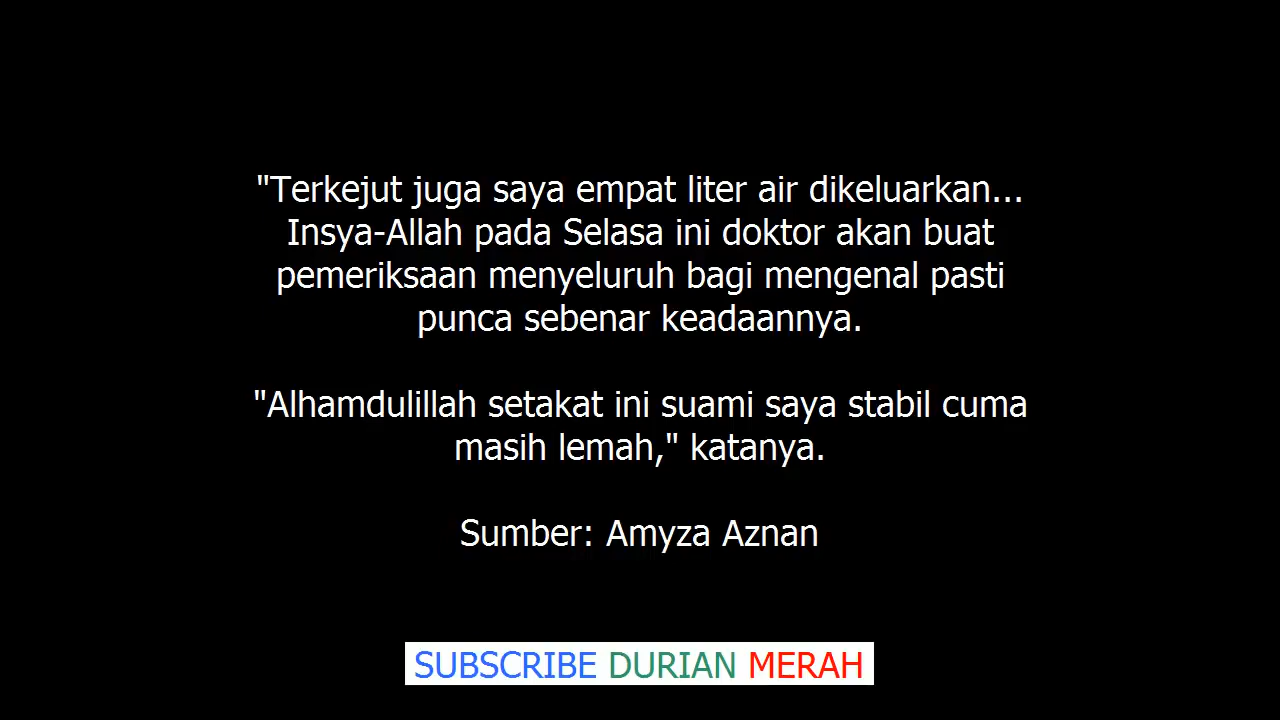 "Terkejut juga saya empat liter air dikeluarkan...
Insya-Allah pada Selasa ini doktor akan buat
pemeriksaan menyeluruh bagi mengenal pasti
punca sebenar keadaannya.
"Alhamdulillah setakat ini suami saya stabil cuma
masih lemah," katanya.
Sumber: Amyza Aznan
SUBSCRIBE DURIAN MERAH